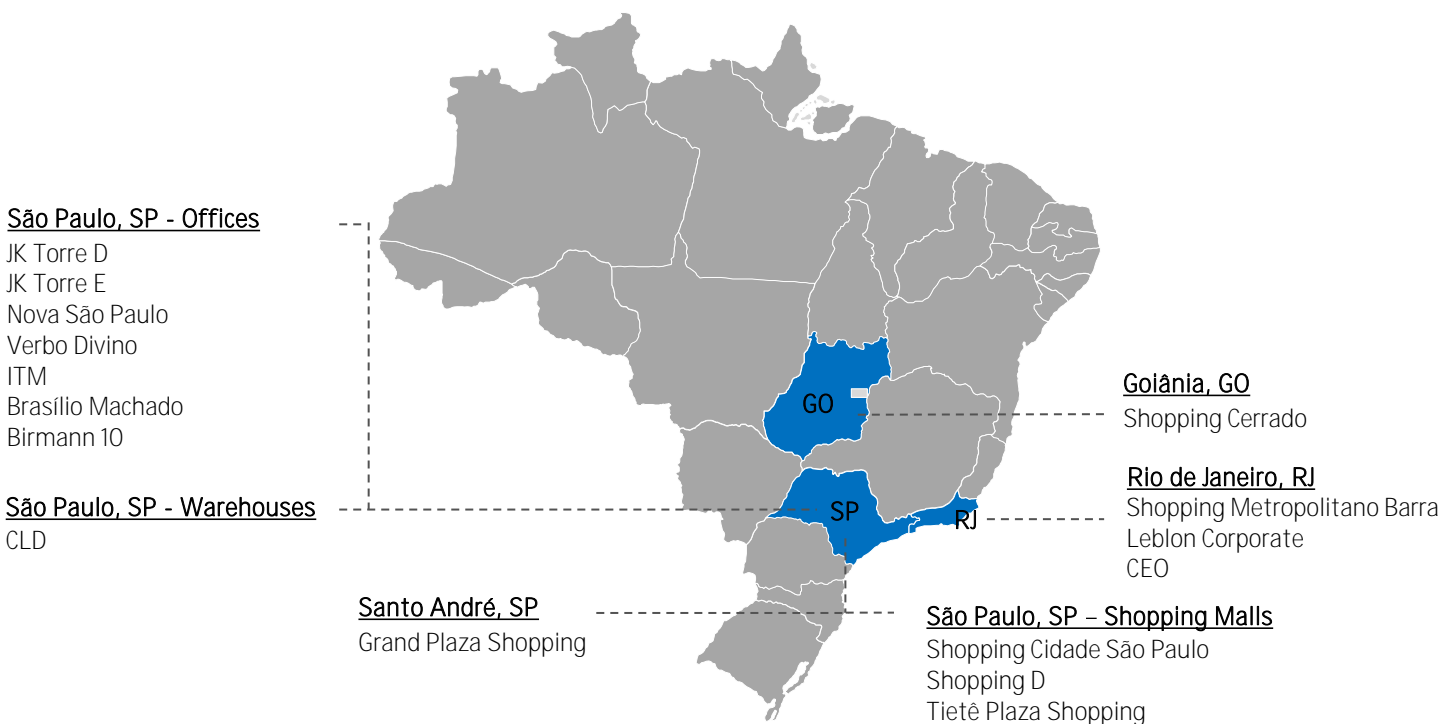 São Paulo, SP - Offices
JK Torre D
JK Torre E
Nova São Paulo
Verbo Divino
ITM
Brasílio Machado
Birmann 10
São Paulo, SP - Warehouses
CLD
GO
SP
RJ
Goiânia, GO
Shopping Cerrado
Rio de Janeiro, RJ
Shopping Metropolitano Barra
Leblon Corporate
CEO
Santo André, SP
Grand Plaza Shopping
São Paulo, SP – Shopping Malls
Shopping Cidade São Paulo
Shopping D
Tietê Plaza Shopping